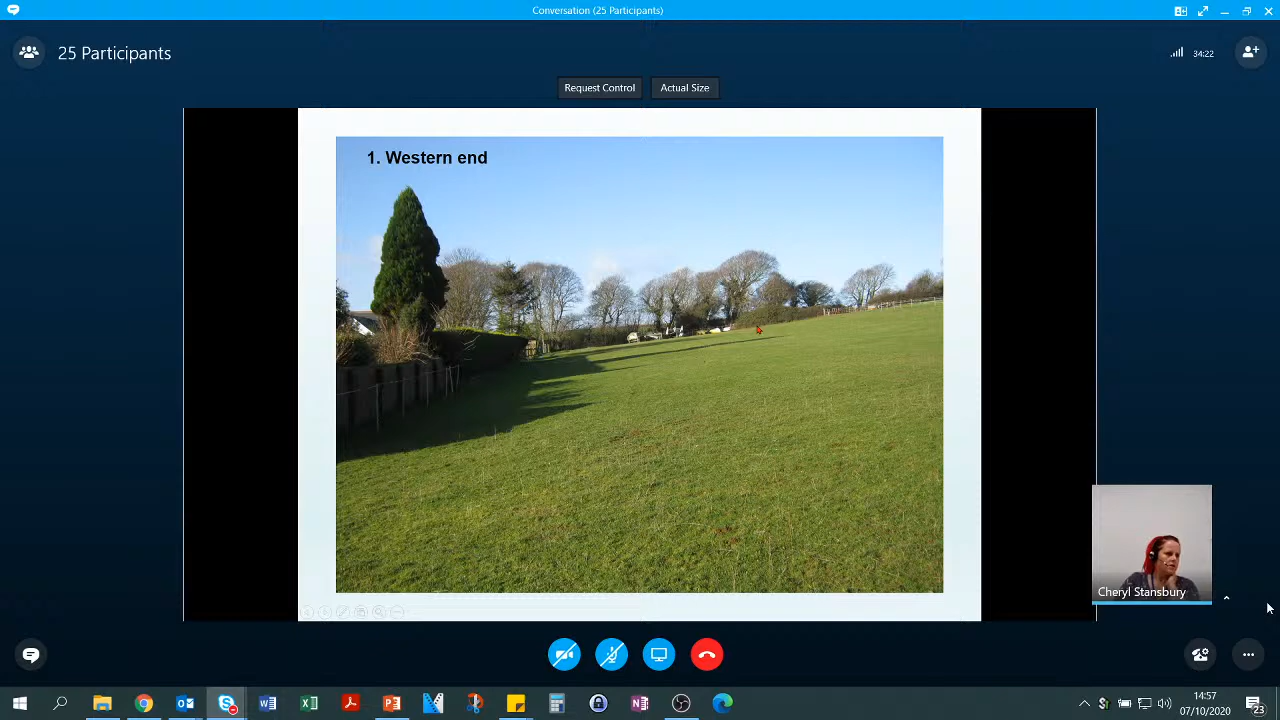 Conversation (25 Participants)
25 Participants
34:22
Request Control
Actual Size
1. Western end
Cheryl Stansbury
14:57
07/10/2020
23